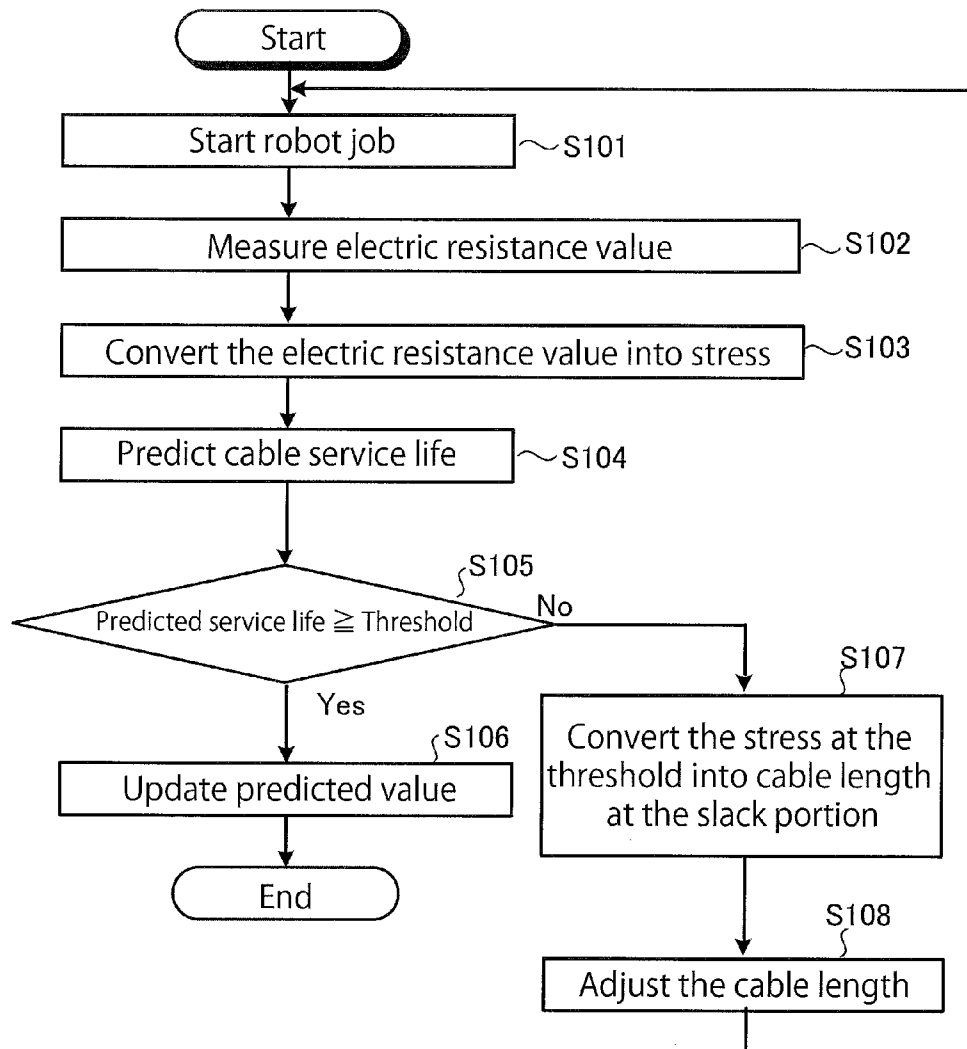 Start
Start robot job
S101
Measure electric resistance value
S102
Convert the electric resistance value into stress
S103
Predict cable service life
S104
S105
Predicted service life ≧ Threshold
No
Yes
S106
Update predicted value
End
S107
Convert the stress at the
threshold into cable length
at the slack portion
S108
Adjust the cable length